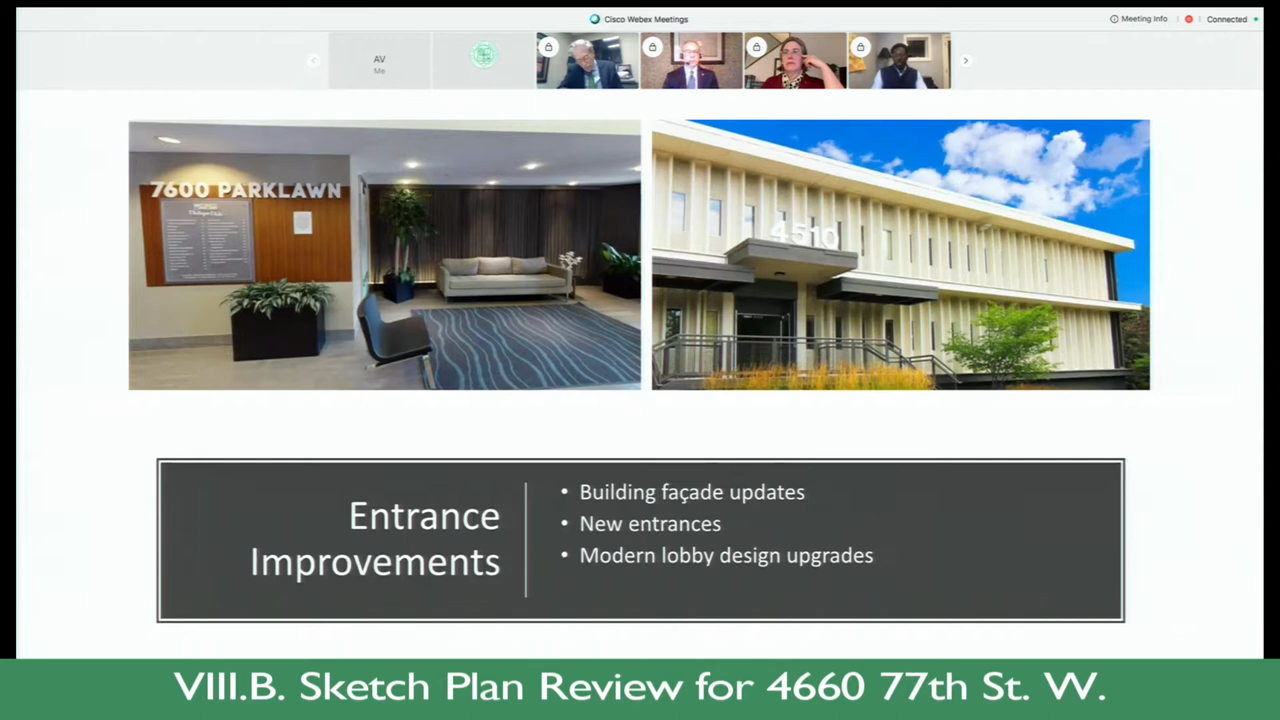 Cisco Webex Meetings
Meeting Info
Connected
AV
Me
7600 PARKLAWN
4510
Entrance
Improvements
• Building façade updates
• New entrances
• Modern lobby design upgrades
VIII.B. Sketch Plan Review for 4660 77th St. W.